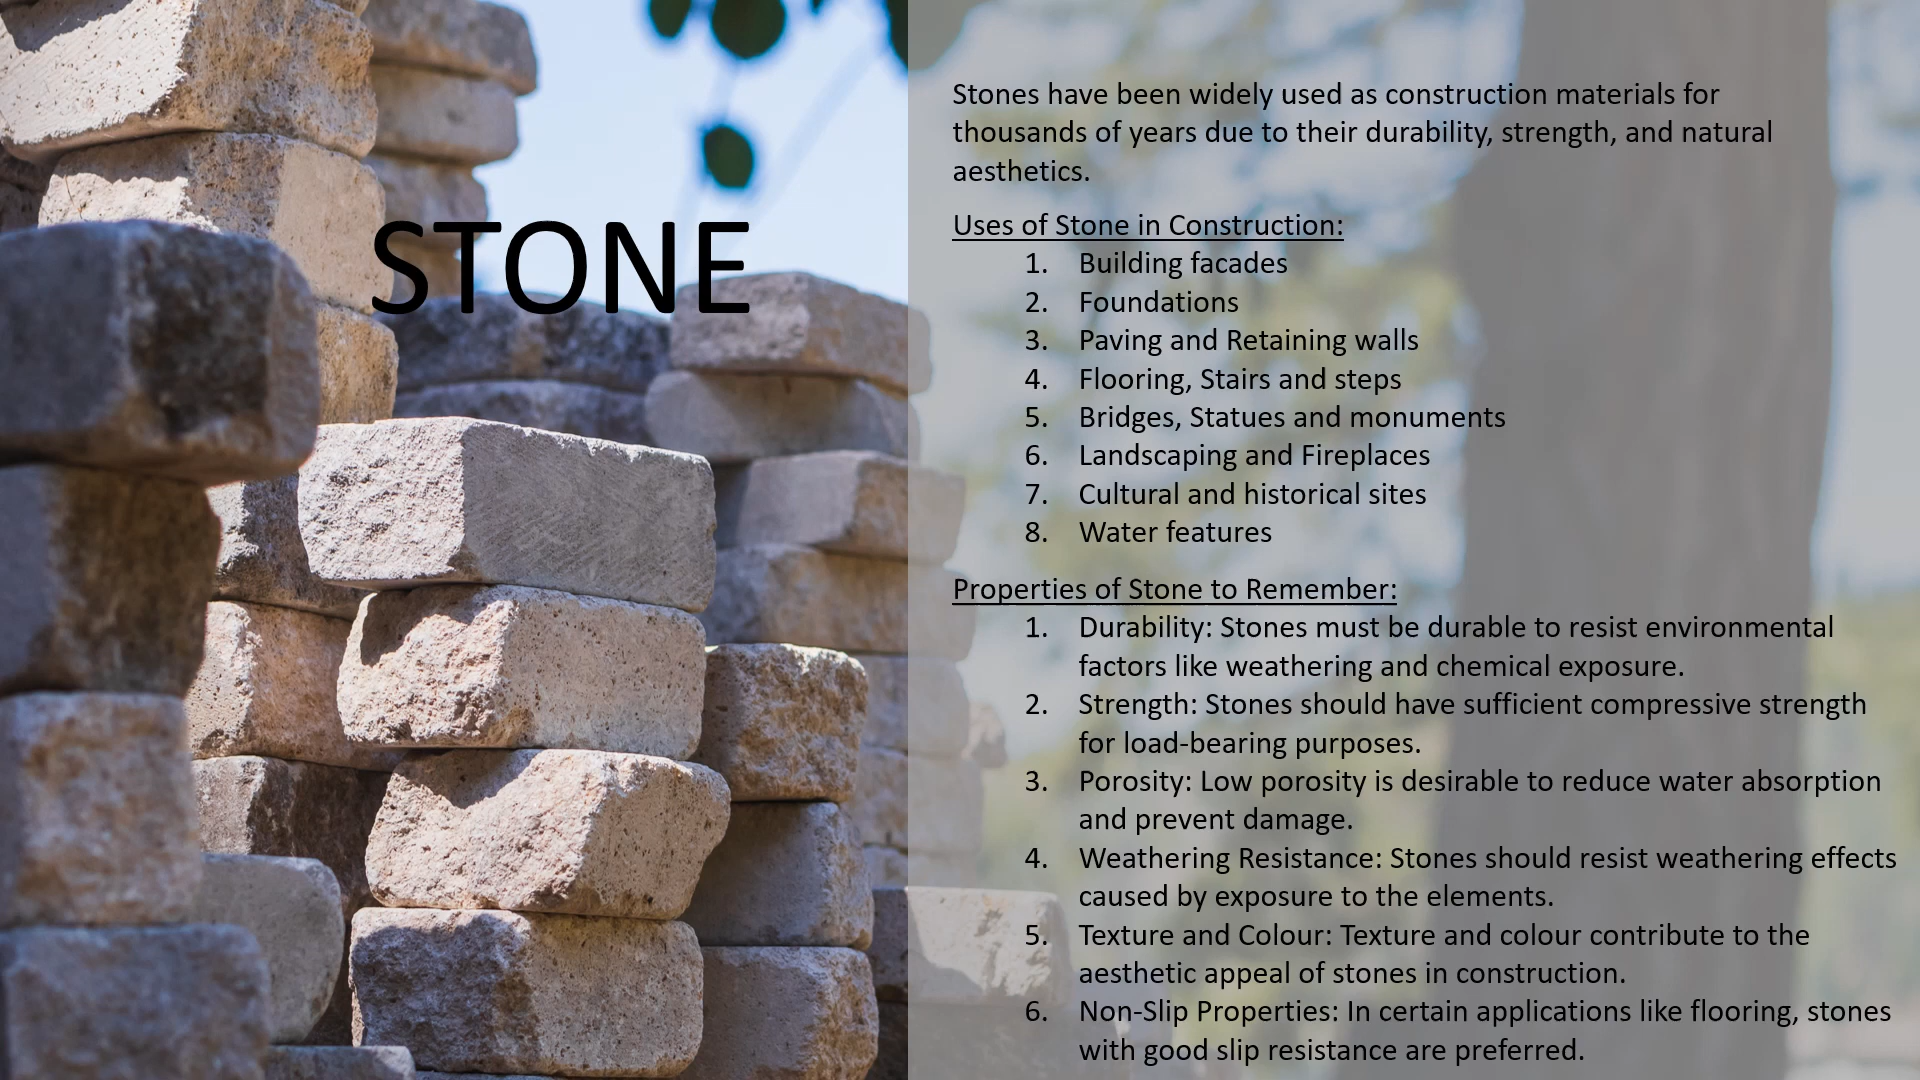 STONE
Stones have been widely used as construction materials for
thousands of years due to their durability, strength, and natural
aesthetics.
Uses of Stone in Construction:
1. Building facades
2. Foundations
3. Paving and Retaining walls
4. Flooring, Stairs and steps
5. Bridges, Statues and monuments
6. Landscaping and Fireplaces
7. Cultural and historical sites
8. Water features
Properties of Stone to Remember:
1. Durability: Stones must be durable to resist environmental
factors like weathering and chemical exposure.
2. Strength: Stones should have sufficient compressive strength
for load-bearing purposes.
3. Porosity: Low porosity is desirable to reduce water absorption
and prevent damage.
4. Weathering Resistance: Stones should resist weathering effects
caused by exposure to the elements.
5. Texture and Colour: Texture and colour contribute to the
aesthetic appeal of stones in construction.
6. Non-Slip Properties: In certain applications like flooring, stones
with good slip resistance are preferred.